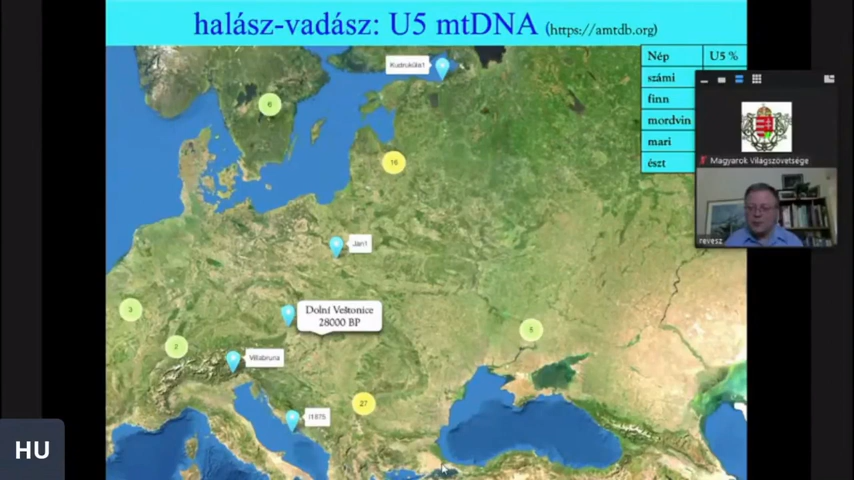 halász-vadász: U5 mtDNA (https://amtdb.org)
Nép U5 %
számi
finn
mordvin
mari
észt
Magyarok Világszövetsége
revesz
Kudruküla1
6
16
Jan1
Dolní Veštonice
28000 BP
3
2
5
Villabruna
27
I1875
HU